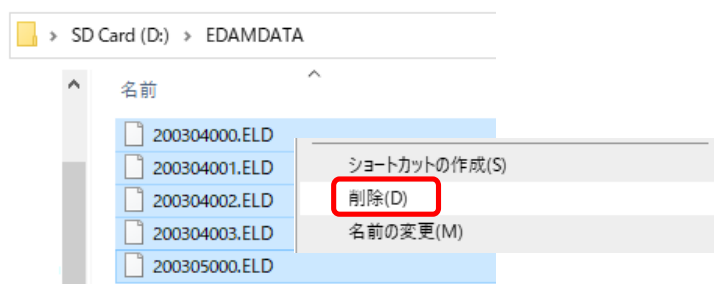 > SD Card (D:) > EDAMDATA
名前
200304000.ELD
200304001.ELD
200304002.ELD
200304003.ELD
200305000.ELD
ショートカットの作成(S)
削除(D)
名前の変更(M)